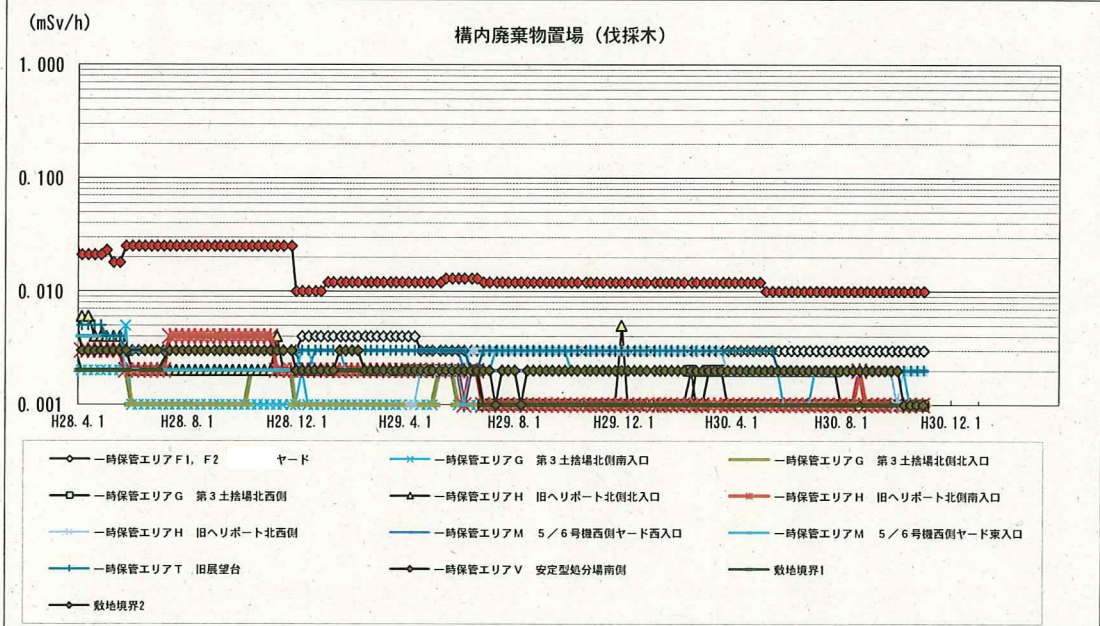 (mSv/h)
構内廃棄物置場（伐採木）
1.000
0.100
0.010
0.001
H28.4.1 H28.8.1 H28.12.1 H29.4.1 H29.8.1 H29.12.1 H30.4.1 H30.8.1 H30.12.1
一時保管エリアF1, F2 ヤード 一時保管エリアG 第3土捨場北側南入口 一時保管エリアG 第3土捨場北側北入口
一時保管エリアG 第3土捨場北西側 一時保管エリアH 旧ヘリポート北側北入口 一時保管エリアH 旧ヘリポート北側南入口
一時保管エリアH 旧ヘリポート北西側 一時保管エリアM 5／6号機西側ヤード西入口 一時保管エリアM 5／6号機西側ヤード東入口
一時保管エリアT 旧展望台 一時保管エリアV 安定型処分場南側 敷地境界1
敷地境界2